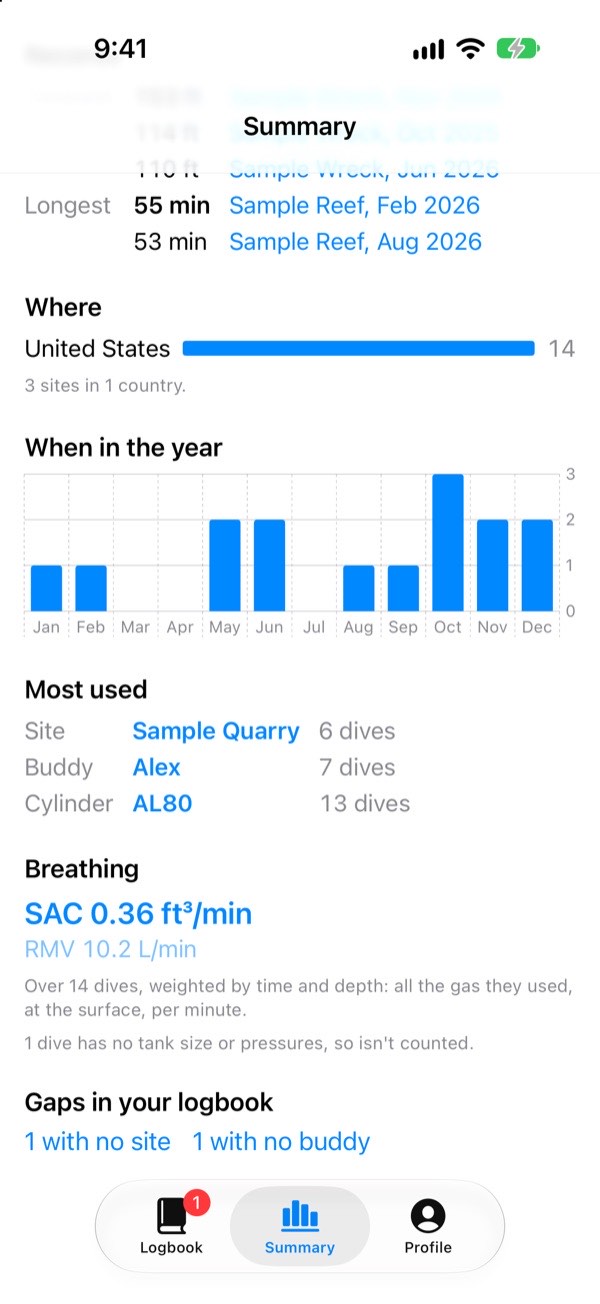 9:41
Summary
114 ft
110 ft Sample Wreck, Jun 2026
Longest 55 min Sample Reef, Feb 2026
53 min Sample Reef, Aug 2026
Where
United States 14
3 sites in 1 country.
When in the year
3
2
1
0
Jan Feb Mar Apr May Jun Jul Aug Sep Oct Nov Dec
Most used
Site Sample Quarry 6 dives
Buddy Alex 7 dives
Cylinder AL80 13 dives
Breathing
SAC 0.36 ft³/min
RMV 10.2 L/min
Over 14 dives, weighted by time and depth: all the gas they used,
at the surface, per minute.
1 dive has no tank size or pressures, so isn't counted.
Gaps in your logbook
1 with no site 1 with no buddy
1
Logbook Summary Profile